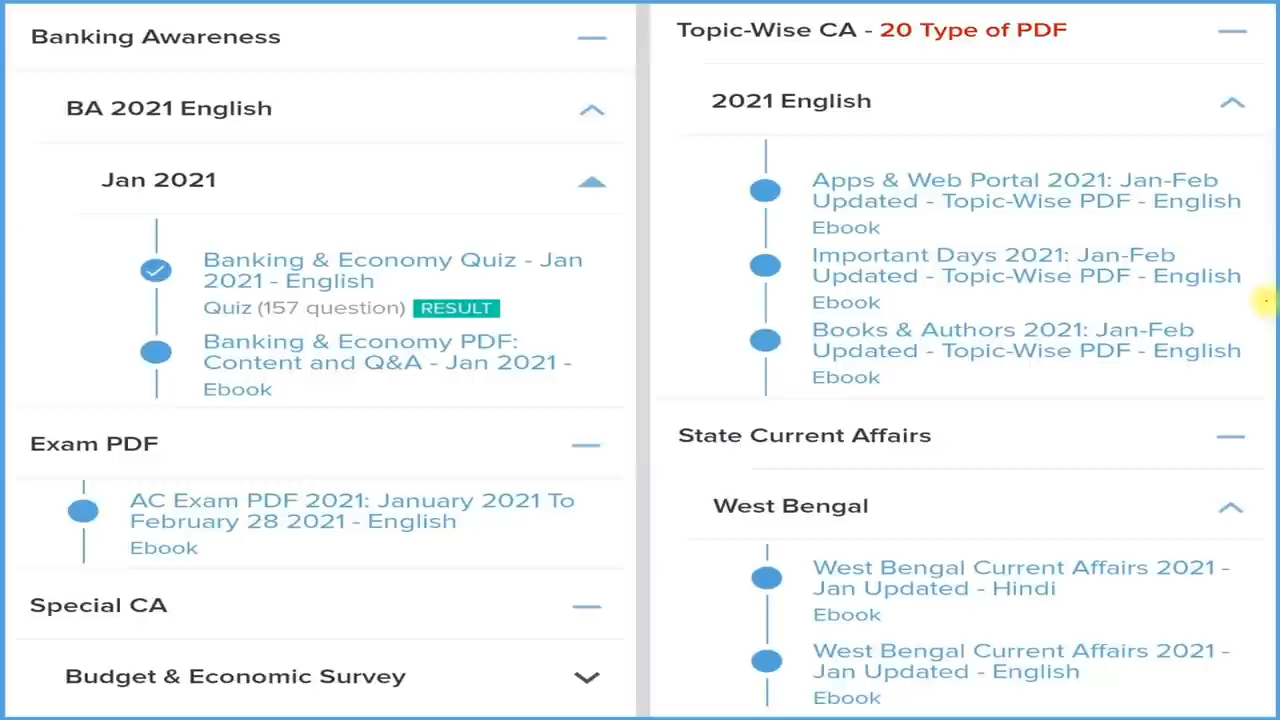 Banking Awareness
BA 2021 English
Jan 2021
Banking & Economy Quiz - Jan
2021 - English
Quiz (157 question) RESULT
Banking & Economy PDF:
Content and Q&A - Jan 2021 -
Ebook
Exam PDF
AC Exam PDF 2021: January 2021 To
February 28 2021 - English
Ebook
Special CA
Budget & Economic Survey
Topic-Wise CA - 20 Type of PDF
2021 English
Apps & Web Portal 2021: Jan-Feb
Updated - Topic-Wise PDF - English
Ebook
Important Days 2021: Jan-Feb
Updated - Topic-Wise PDF - English
Ebook
Books & Authors 2021: Jan-Feb
Updated - Topic-Wise PDF - English
Ebook
State Current Affairs
West Bengal
West Bengal Current Affairs 2021 -
Jan Updated - Hindi
Ebook
West Bengal Current Affairs 2021 -
Jan Updated - English
Ebook